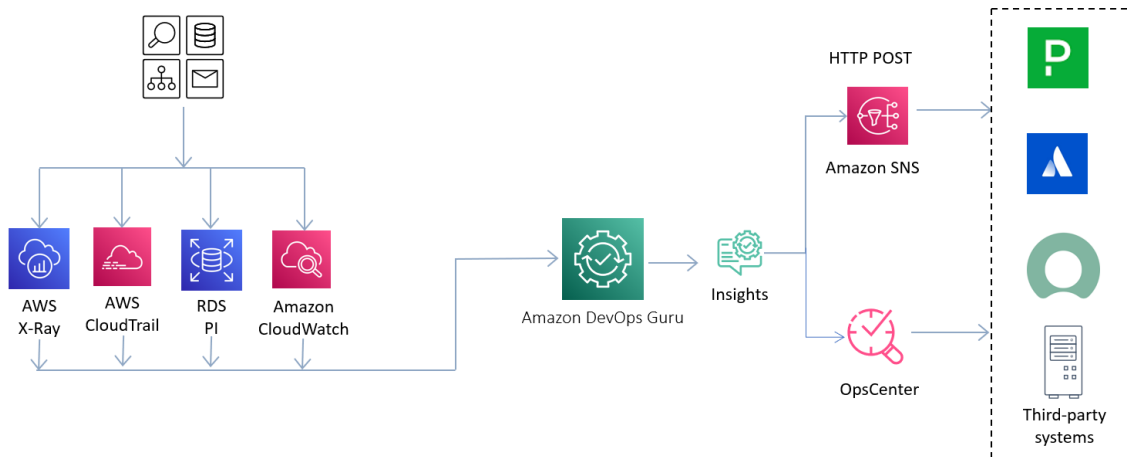 HTTP POST
Amazon SNS
AWS
X-Ray
AWS
CloudTrail
RDS
PI
Amazon
CloudWatch
Amazon DevOps Guru
Insights
OpsCenter
Third-party
systems